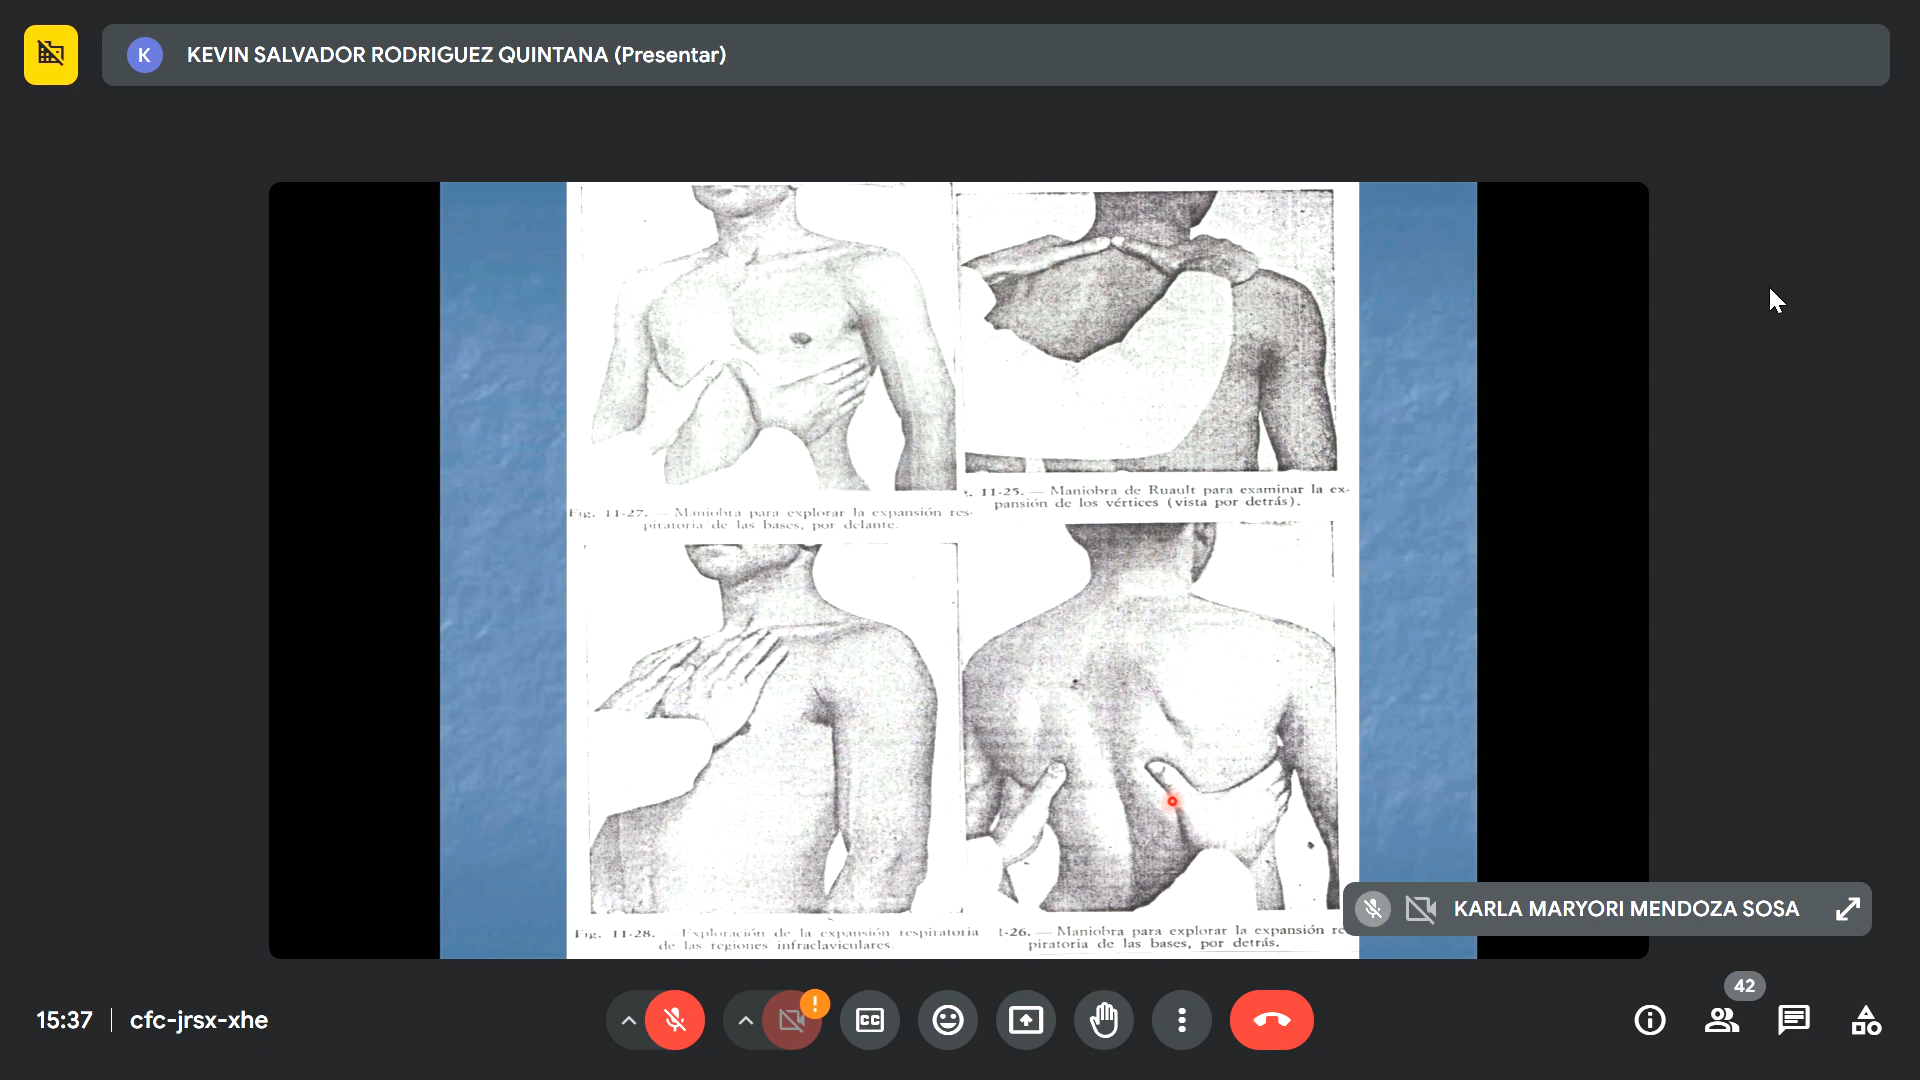 KEVIN SALVADOR RODRIGUEZ QUINTANA (Presentar)
K
Fig. 11-27. — Maniobra para explorar la expansión res-
piratoria de las bases, por delante.
. 11-25. — Maniobra de Ruault para examinar la ex-
pansión de los vértices (vista por detrás).
Fig. 11-28. — Exploración de la expansión respiratoria
de las regiones infraclaviculares.
1-26. — Maniobra para explorar la expansión re
piratoria de las bases, por detrás.
KARLA MARYORI MENDOZA SOSA
15:37 | cfc-jrsx-xhe
CC
42